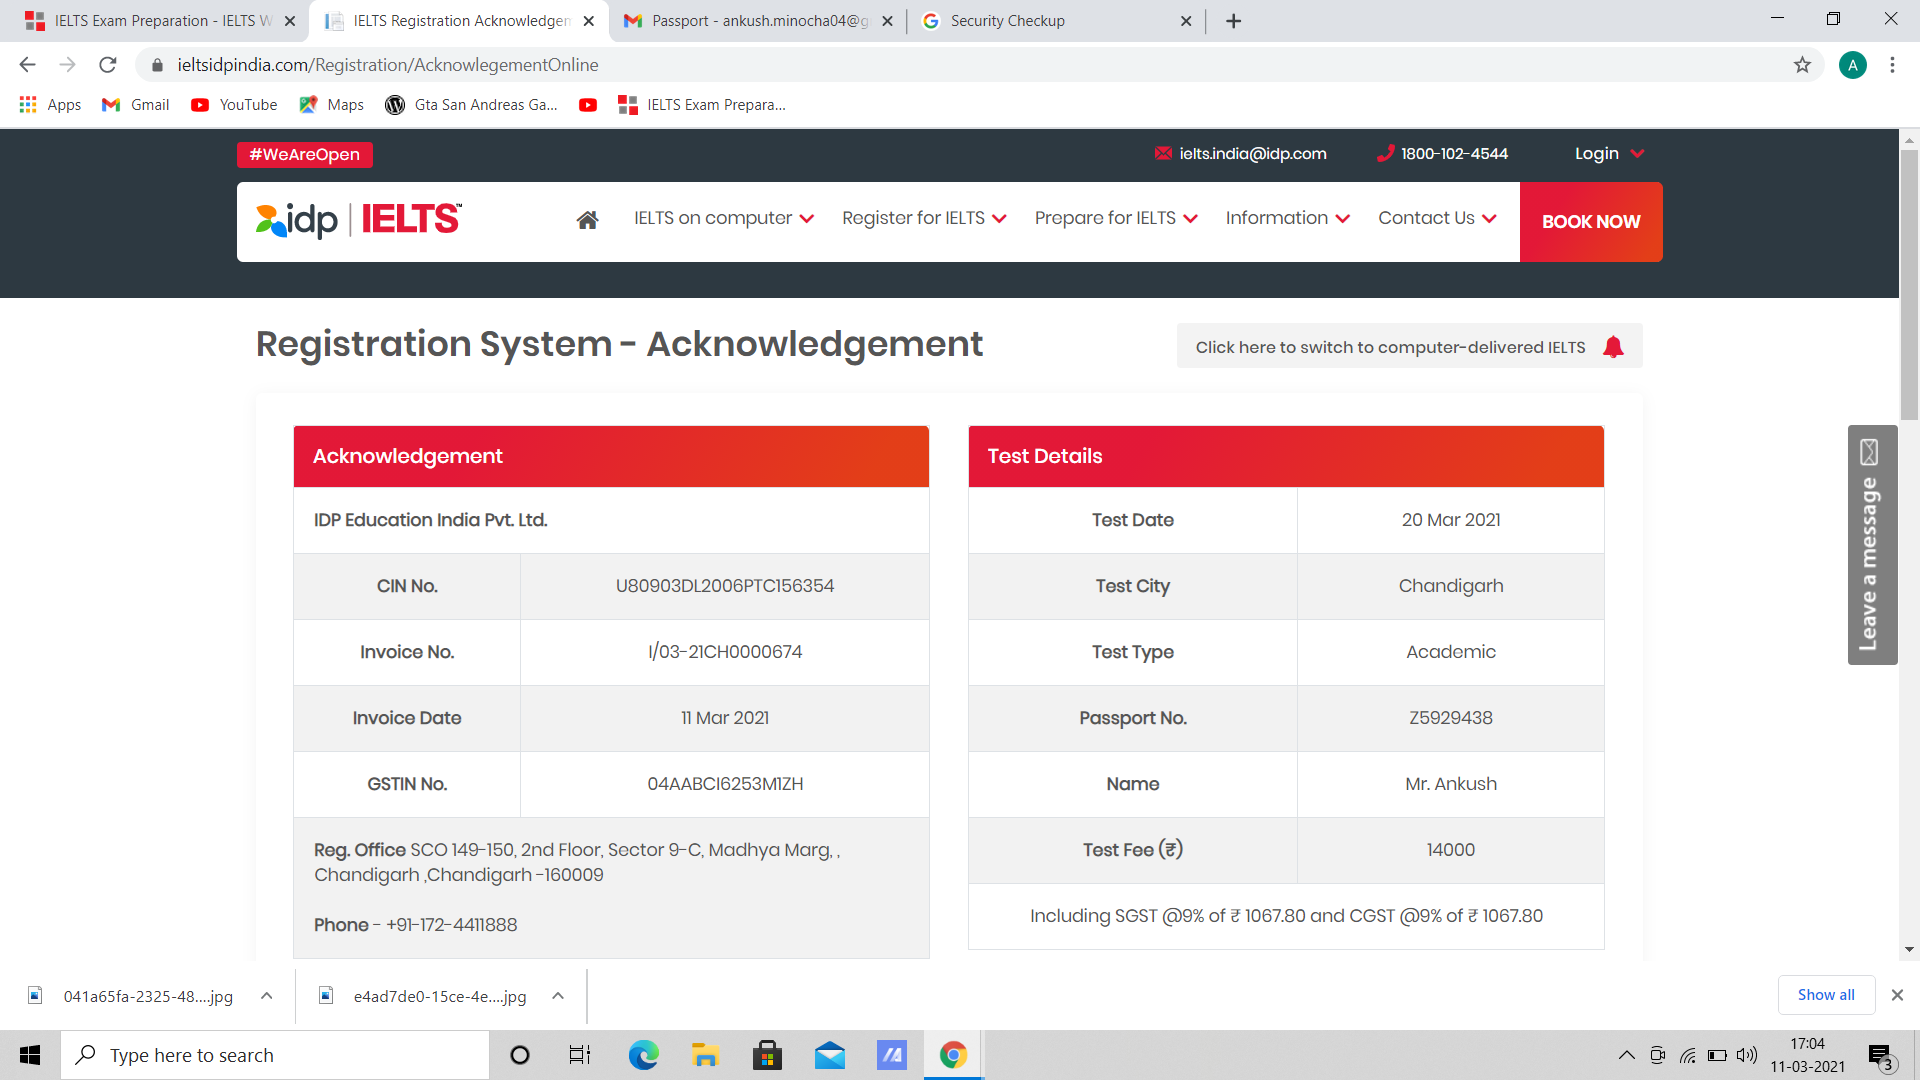 IELTS Exam Preparation - IELTS W
IELTS Registration Acknowledgen
Passport - ankush.minocha04@g
Security Checkup
ieltsidpindia.com/Registration/AcknowlegementOnline
A
Apps
Gmail
YouTube
Maps
Gta San Andreas Ga...
IELTS Exam Prepara...
#WeAreOpen
ielts.india@idp.com
1800-102-4544
Login
idp | IELTS™
IELTS on computer
Register for IELTS
Prepare for IELTS
Information
Contact Us
BOOK NOW
Registration System - Acknowledgement
Click here to switch to computer-delivered IELTS
Acknowledgement
IDP Education India Pvt. Ltd.
CIN No. U80903DL2006PTC156354
Invoice No. I/03-21CH0000674
Invoice Date 11 Mar 2021
GSTIN No. 04AABCI6253M1ZH
Reg. Office SCO 149-150, 2nd Floor, Sector 9-C, Madhya Marg, ,
Chandigarh ,Chandigarh -160009
Phone - +91-172-4411888
Test Details
Test Date 20 Mar 2021
Test City Chandigarh
Test Type Academic
Passport No. Z5929438
Name Mr. Ankush
Test Fee (₹) 14000
Including SGST @9% of ₹ 1067.80 and CGST @9% of ₹ 1067.80
Leave a message
041a65fa-2325-48....jpg
e4ad7de0-15ce-4e....jpg
Show all
Type here to search
17:04
11-03-2021
3